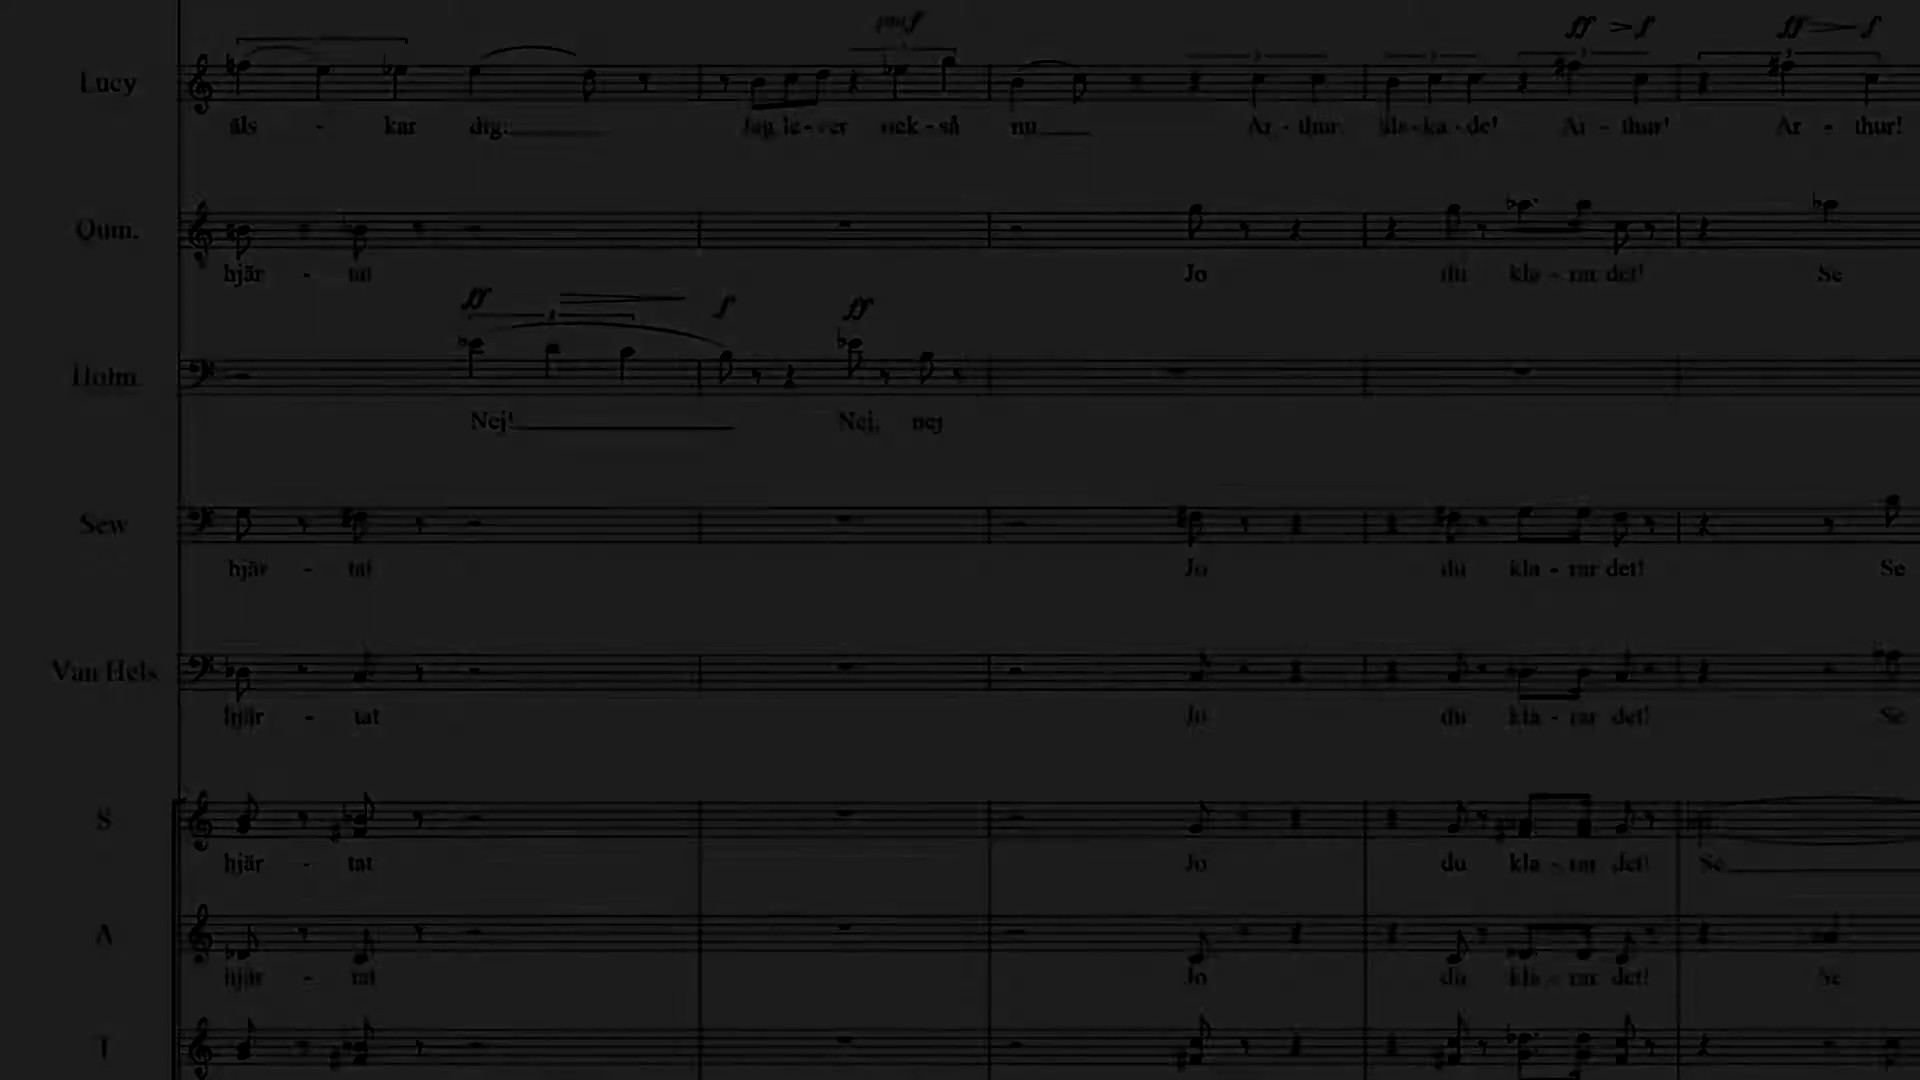 Lucy
äls - kar dig. Jag le - ver ock - så nu Ar - thur äls - ka - de! Ar - thur! Ar - thur!
Qum.
hjär - tat Jo du kla - rar det! Se
Holm.
Nej! Nej, nej
Sew
hjär - tat Jo du kla - rar det! Se
Van Hels
hjär - tat Jo du kla - rar det! Se
S
hjär - tat Jo du kla - rar det! Se
A
hjär - tat Jo du kla - rar det! Se
T